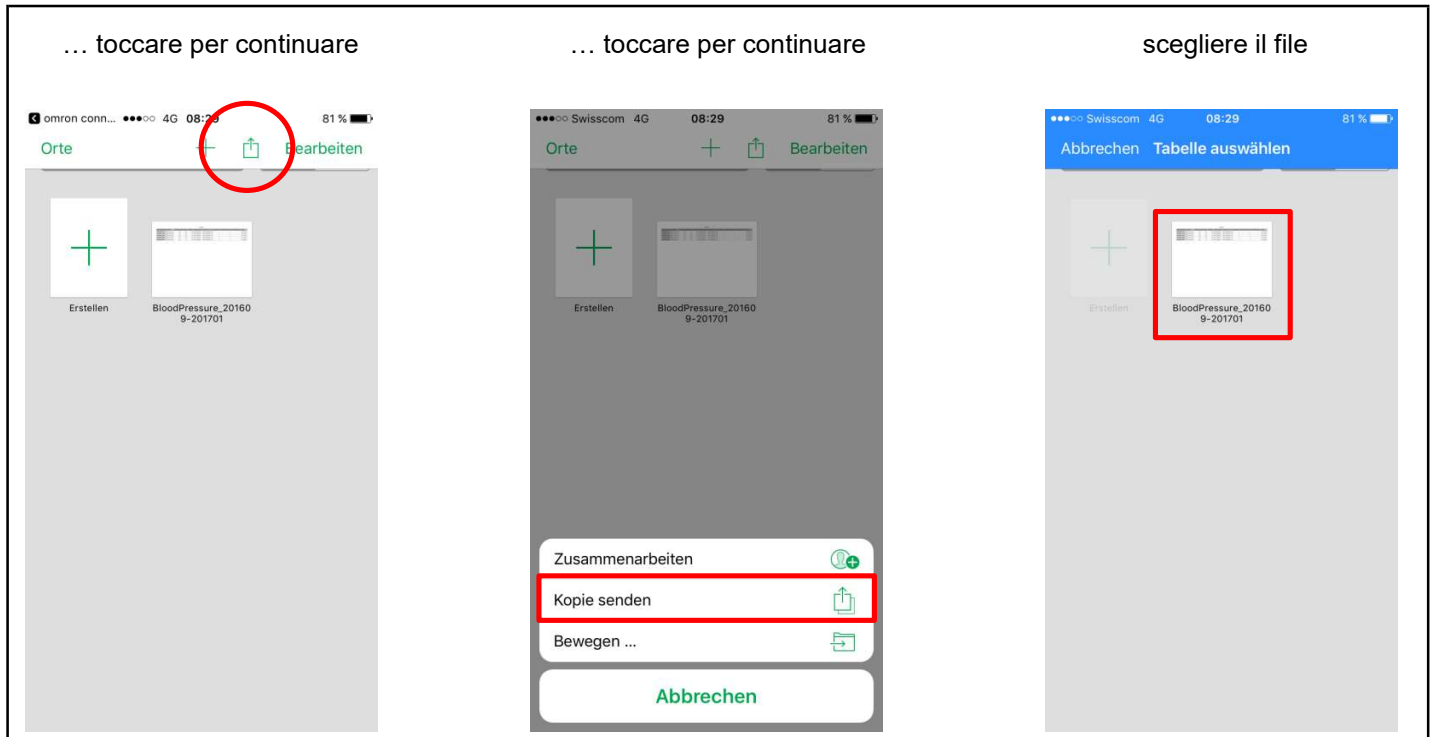 … toccare per continuare
… toccare per continuare
scegliere il file
omron conn... 4G 08:29 81 %
Orte Bearbeiten
Erstellen
BloodPressure_20160
9-201701
Swisscom 4G 08:29 81 %
Orte Bearbeiten
Erstellen
BloodPressure_20160
9-201701
Zusammenarbeiten
Kopie senden
Bewegen ...
Abbrechen
Swisscom 4G 08:29 81 %
Abbrechen Tabelle auswählen
Erstellen
BloodPressure_20160
9-201701